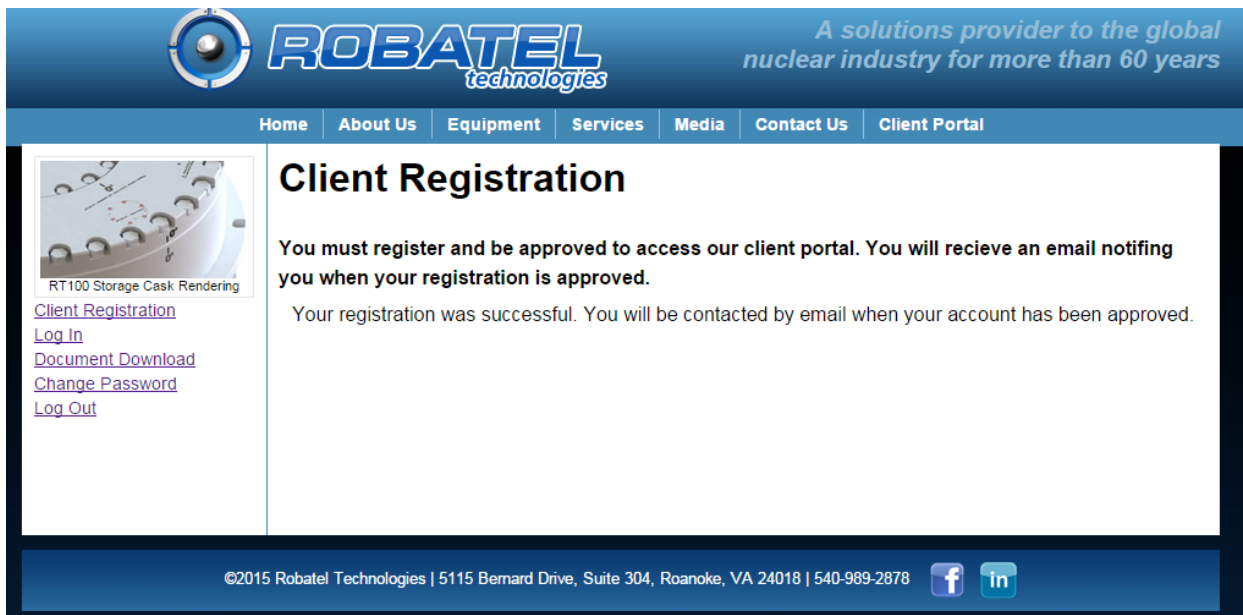 ROBATEL
technologies
A solutions provider to the global
nuclear industry for more than 60 years
Home About Us Equipment Services Media Contact Us Client Portal
RT100 Storage Cask Rendering
Client Registration
Log In
Document Download
Change Password
Log Out
Client Registration
You must register and be approved to access our client portal. You will recieve an email notifing
you when your registration is approved.
Your registration was successful. You will be contacted by email when your account has been approved.
©2015 Robatel Technologies | 5115 Bernard Drive, Suite 304, Roanoke, VA 24018 | 540-989-2878 f in